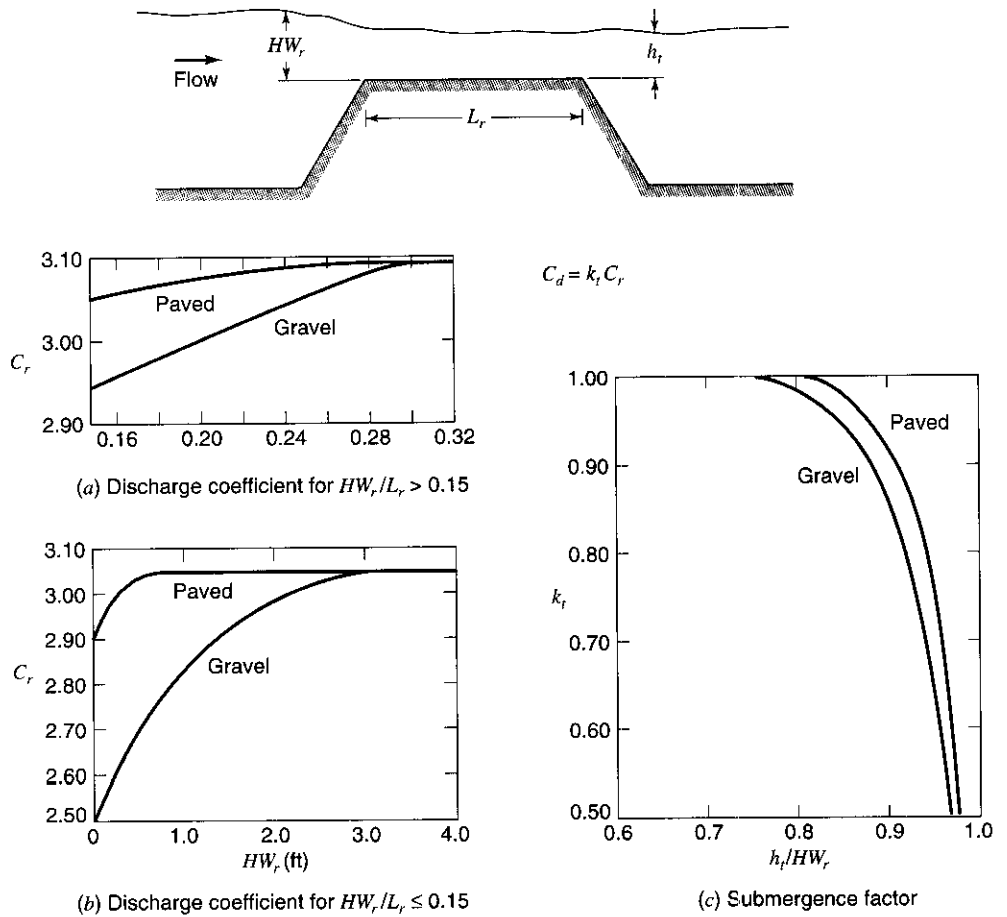 HW_r
h_t
Flow
L_r
C_d = k_t C_r
3.10
3.00
2.90
C_r
Paved
Gravel
0.16 0.20 0.24 0.28 0.32
(a) Discharge coefficient for HW_r/L_r > 0.15
3.10
3.00
2.90
2.80
2.70
2.60
2.50
C_r
Paved
Gravel
0 1.0 2.0 3.0 4.0
HW_r (ft)
(b) Discharge coefficient for HW_r/L_r ≤ 0.15
1.00
0.90
0.80
0.70
0.60
0.50
k_t
Paved
Gravel
0.6 0.7 0.8 0.9 1.0
h_t/HW_r
(c) Submergence factor